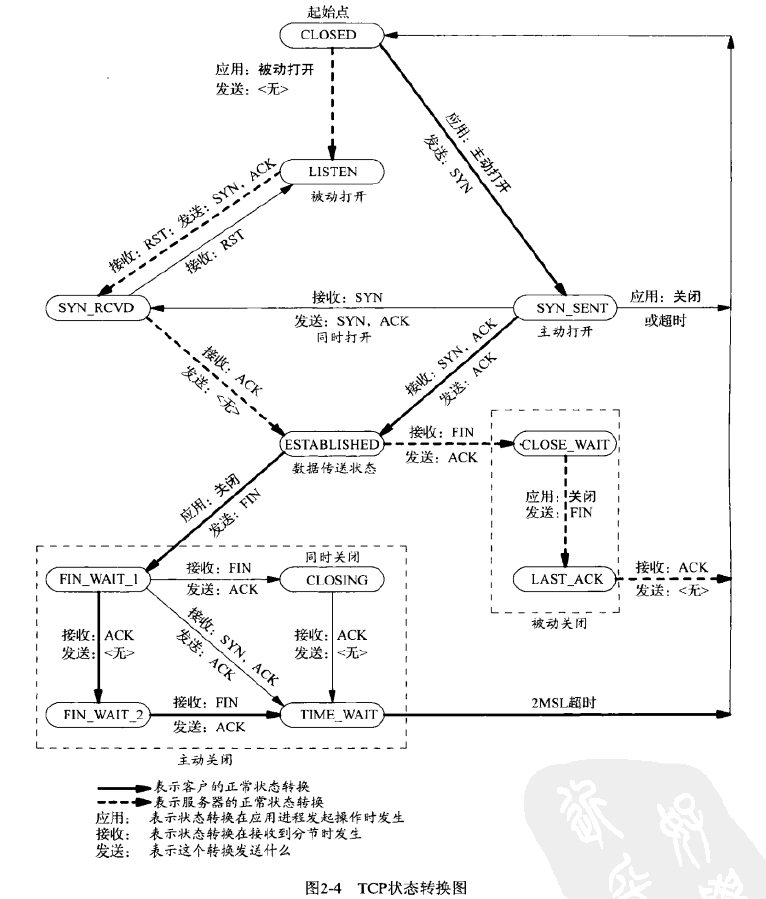 起始点
CLOSED
应用：被动打开
发送：<无>
应用：主动打开
发送：SYN
LISTEN
被动打开
接收：RST；发送：SYN，ACK
接收：RST
SYN_RCVD
接收：SYN
发送：SYN，ACK
同时打开
SYN_SENT
主动打开
应用：关闭
或超时
接收：ACK
发送：<无>
接收：SYN，ACK
发送：ACK
ESTABLISHED
数据传送状态
接收：FIN
发送：ACK
CLOSE_WAIT
应用：关闭
发送：FIN
应用：关闭
发送：FIN
同时关闭
FIN_WAIT_1
接收：FIN
发送：ACK
CLOSING
LAST_ACK
接收：ACK
发送：<无>
被动关闭
接收：ACK
发送：<无>
接收：SYN，ACK
发送：ACK
接收：ACK
发送：<无>
FIN_WAIT_2
接收：FIN
发送：ACK
TIME_WAIT
2MSL超时
主动关闭
表示客户的正常状态转换
表示服务器的正常状态转换
应用： 表示状态转换在应用进程发起操作时发生
接收： 表示状态转换在接收到分节时发生
发送： 表示这个转换发送什么
图2-4 TCP状态转换图